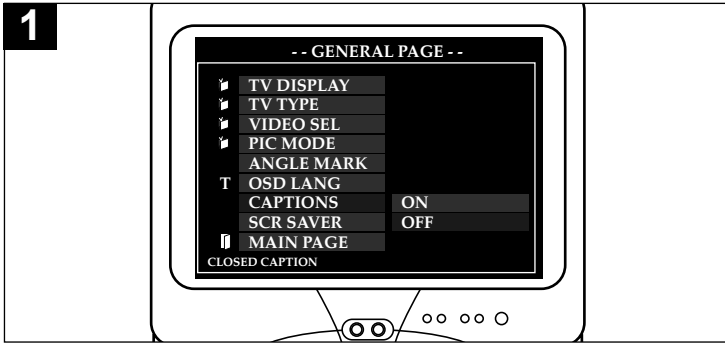 1
- - GENERAL PAGE - -
TV DISPLAY
TV TYPE
VIDEO SEL
PIC MODE
ANGLE MARK
T OSD LANG
CAPTIONS ON
SCR SAVER OFF
MAIN PAGE
CLOSED CAPTION